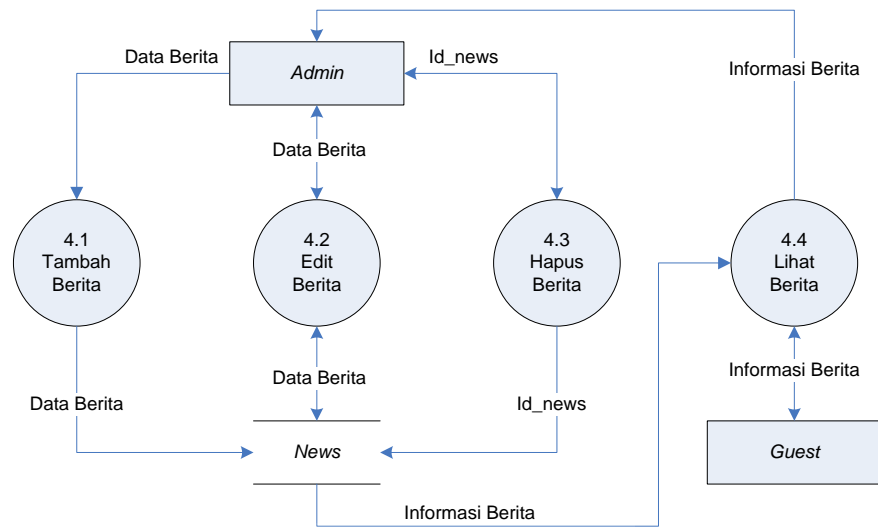 Data Berita
Admin
Id_news
Informasi Berita
Data Berita
4.1
Tambah
Berita
4.2
Edit
Berita
4.3
Hapus
Berita
4.4
Lihat
Berita
Data Berita
Data Berita
Id_news
Informasi Berita
News
Guest
Informasi Berita